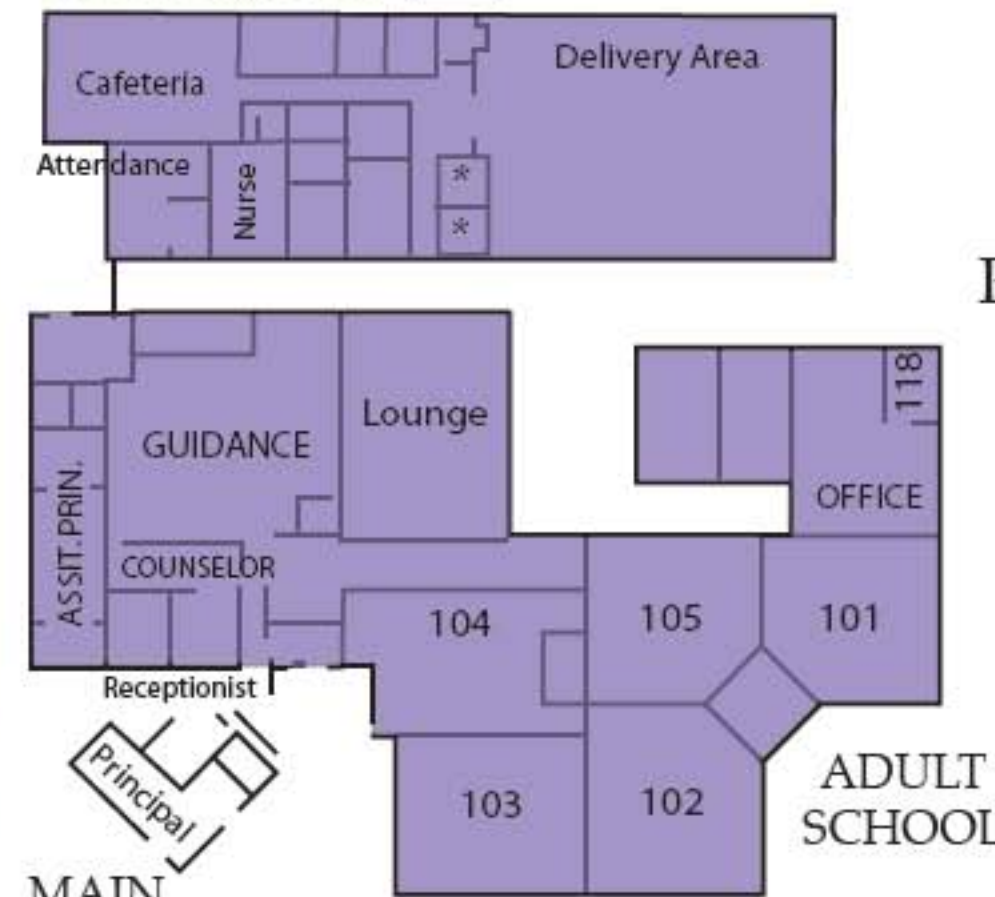 Delivery Area
Cafeteria
Attendance
Nurse
*
*
118
Lounge
GUIDANCE
OFFICE
ASSIT. PRIN.
COUNSELOR
104
105
101
Receptionist
Principal
103
102
ADULT
SCHOOL
MAIN